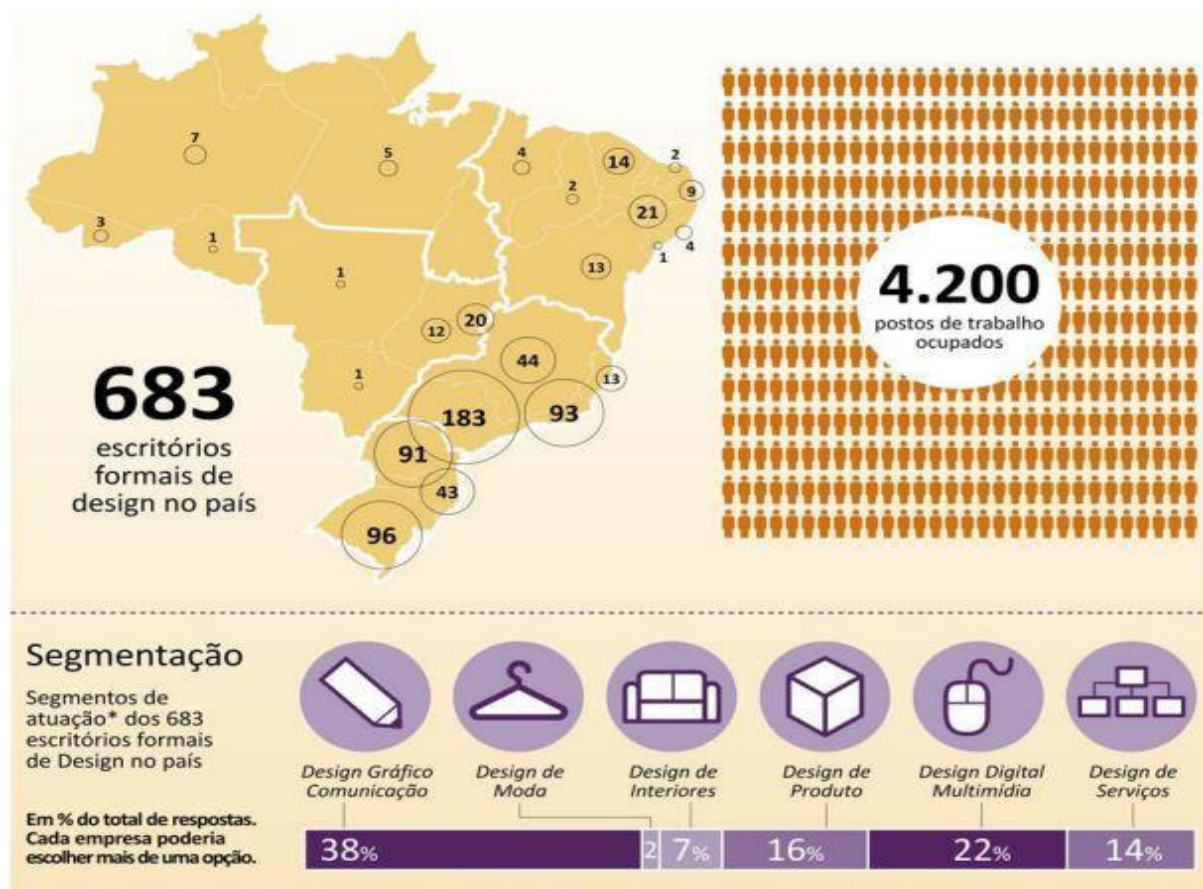 7
5
4
14
2
2
9
21
3
1
4
1
1
13
20
12
44
1
13
183
93
91
43
96
683
escritórios
formais de
design no país
4.200
postos de trabalho
ocupados
Segmentação
Segmentos de
atuação* dos 683
escritórios formais
de Design no país
Em % do total de respostas.
Cada empresa poderia
escolher mais de uma opção.
Design Gráfico
Comunicação
Design de
Moda
Design de
Interiores
Design de
Produto
Design Digital
Multimídia
Design de
Serviços
38%
2
7%
16%
22%
14%